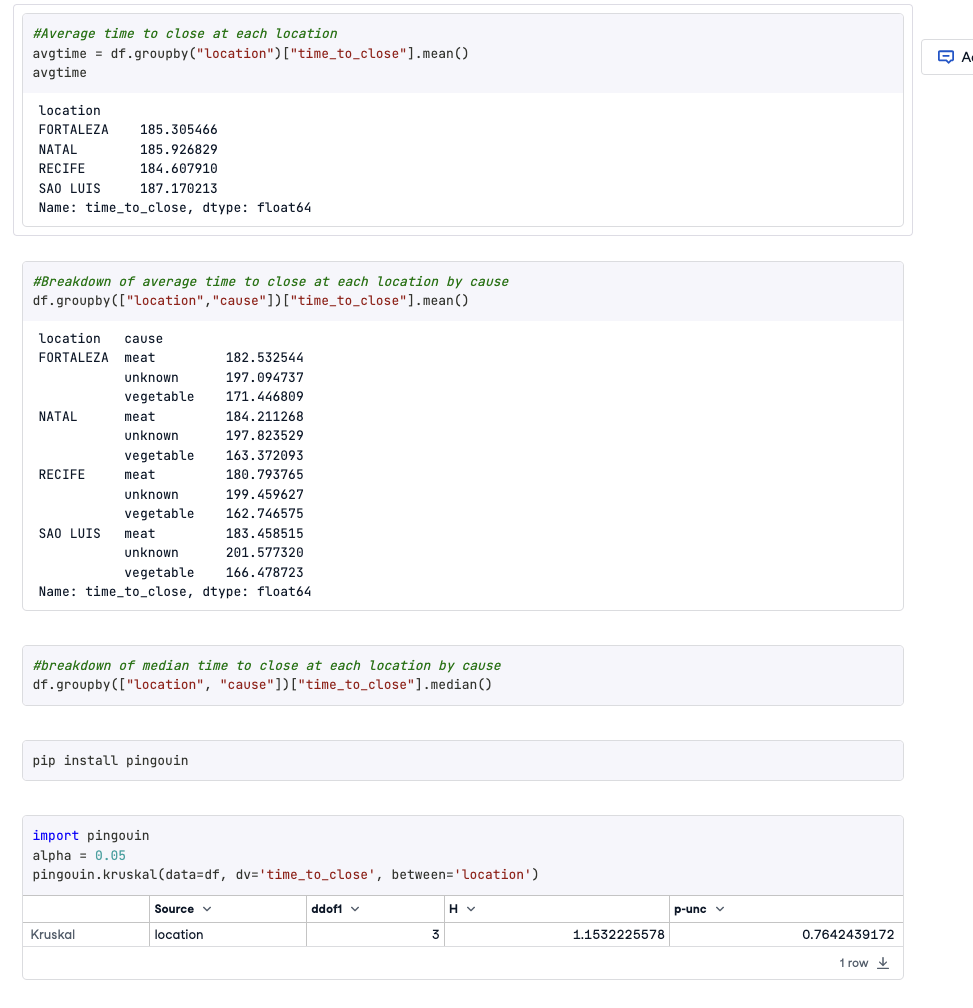 #Average time to close at each location
avgtime = df.groupby("location")["time_to_close"].mean()
avgtime
location
FORTALEZA    185.305466
NATAL        185.926829
RECIFE       184.607910
SAO LUIS     187.170213
Name: time_to_close, dtype: float64
#Breakdown of average time to close at each location by cause
df.groupby(["location","cause"])["time_to_close"].mean()
location   cause
FORTALEZA  meat         182.532544
           unknown      197.094737
           vegetable    171.446809
NATAL      meat         184.211268
           unknown      197.823529
           vegetable    163.372093
RECIFE     meat         180.793765
           unknown      199.459627
           vegetable    162.746575
SAO LUIS   meat         183.458515
           unknown      201.577320
           vegetable    166.478723
Name: time_to_close, dtype: float64
#breakdown of median time to close at each location by cause
df.groupby(["location", "cause"])["time_to_close"].median()
pip install pingouin
import pingouin
alpha = 0.05
pingouin.kruskal(data=df, dv='time_to_close', between='location')
Source ddof1 H p-unc
Kruskal location 3 1.1532225578 0.7642439172
1 row